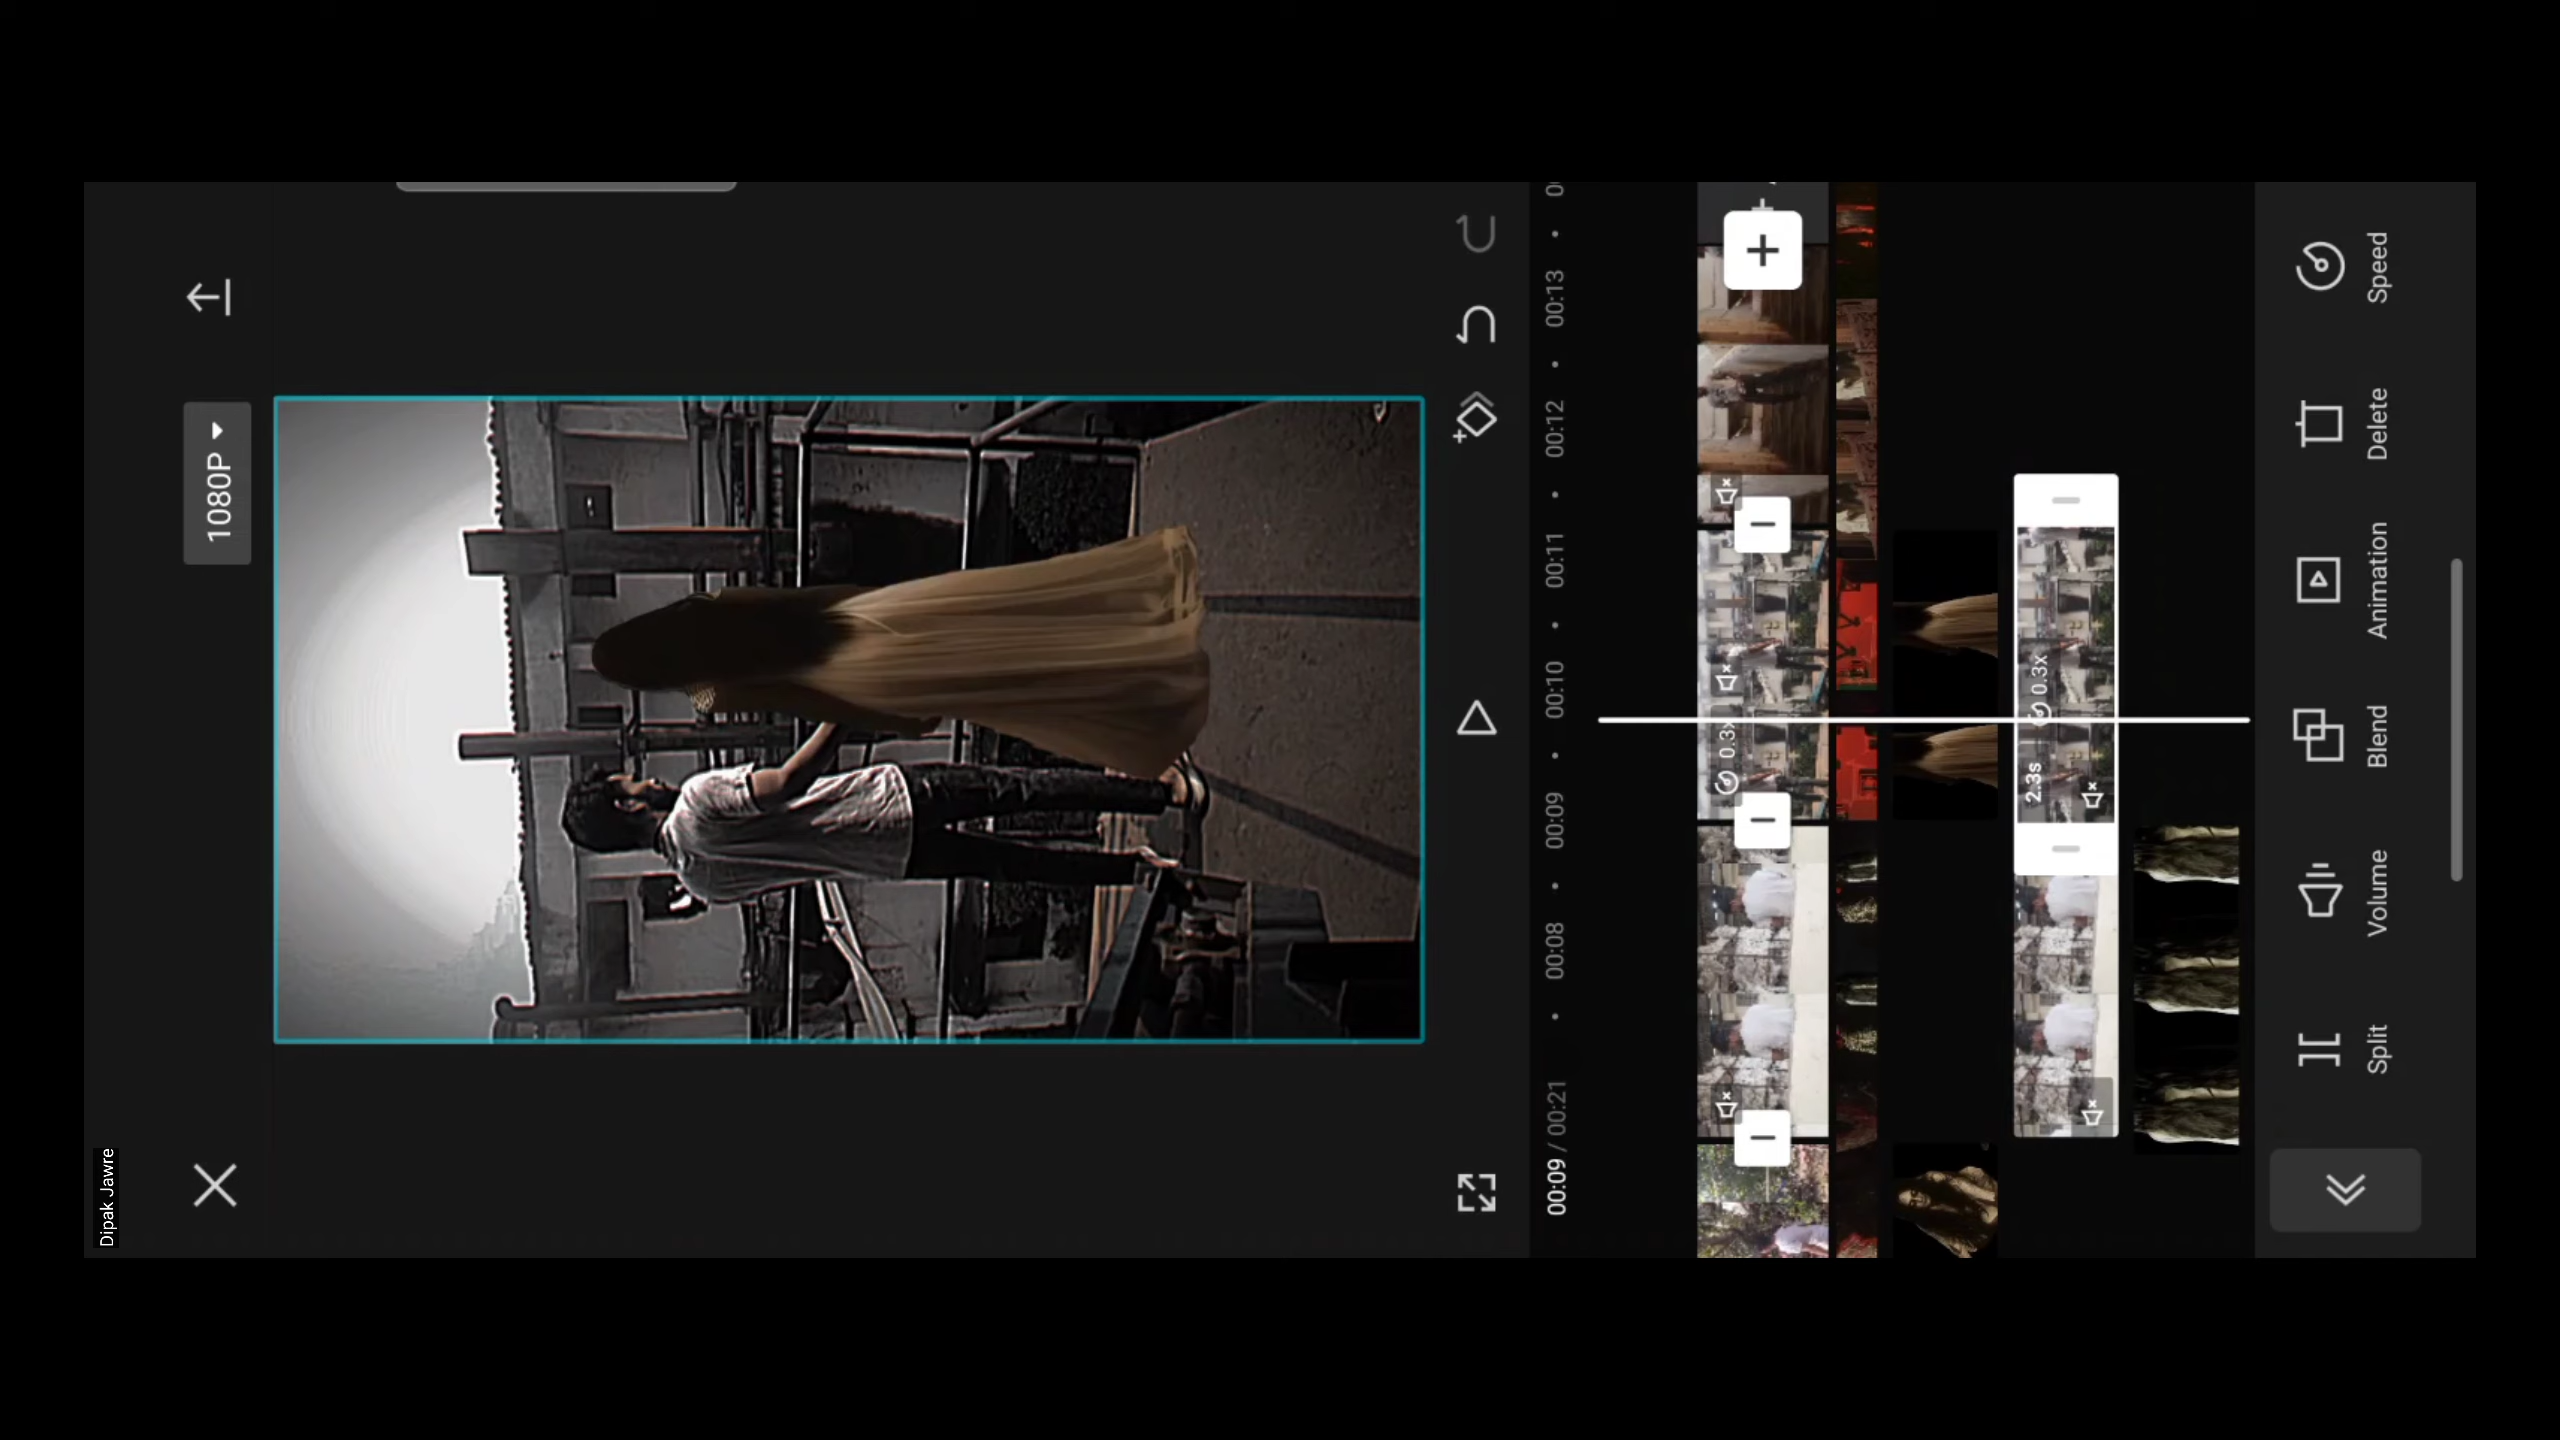 Dipak Jawre
1080P
00:09 / 00:21
00:08
00:09
00:10
00:11
00:12
00:13
0.3x
2.3s
0.3x
Split
Volume
Blend
Animation
Delete
Speed